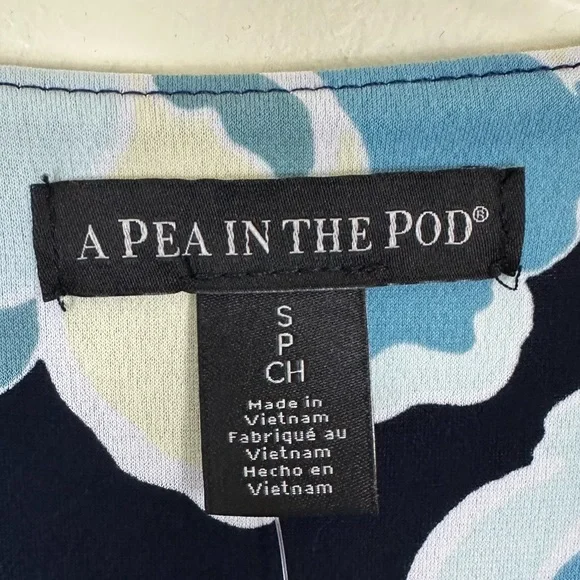 A PEA IN THE POD®
S
P
CH
Made in
Vietnam
Fabriqué au
Vietnam
Hecho en
Vietnam